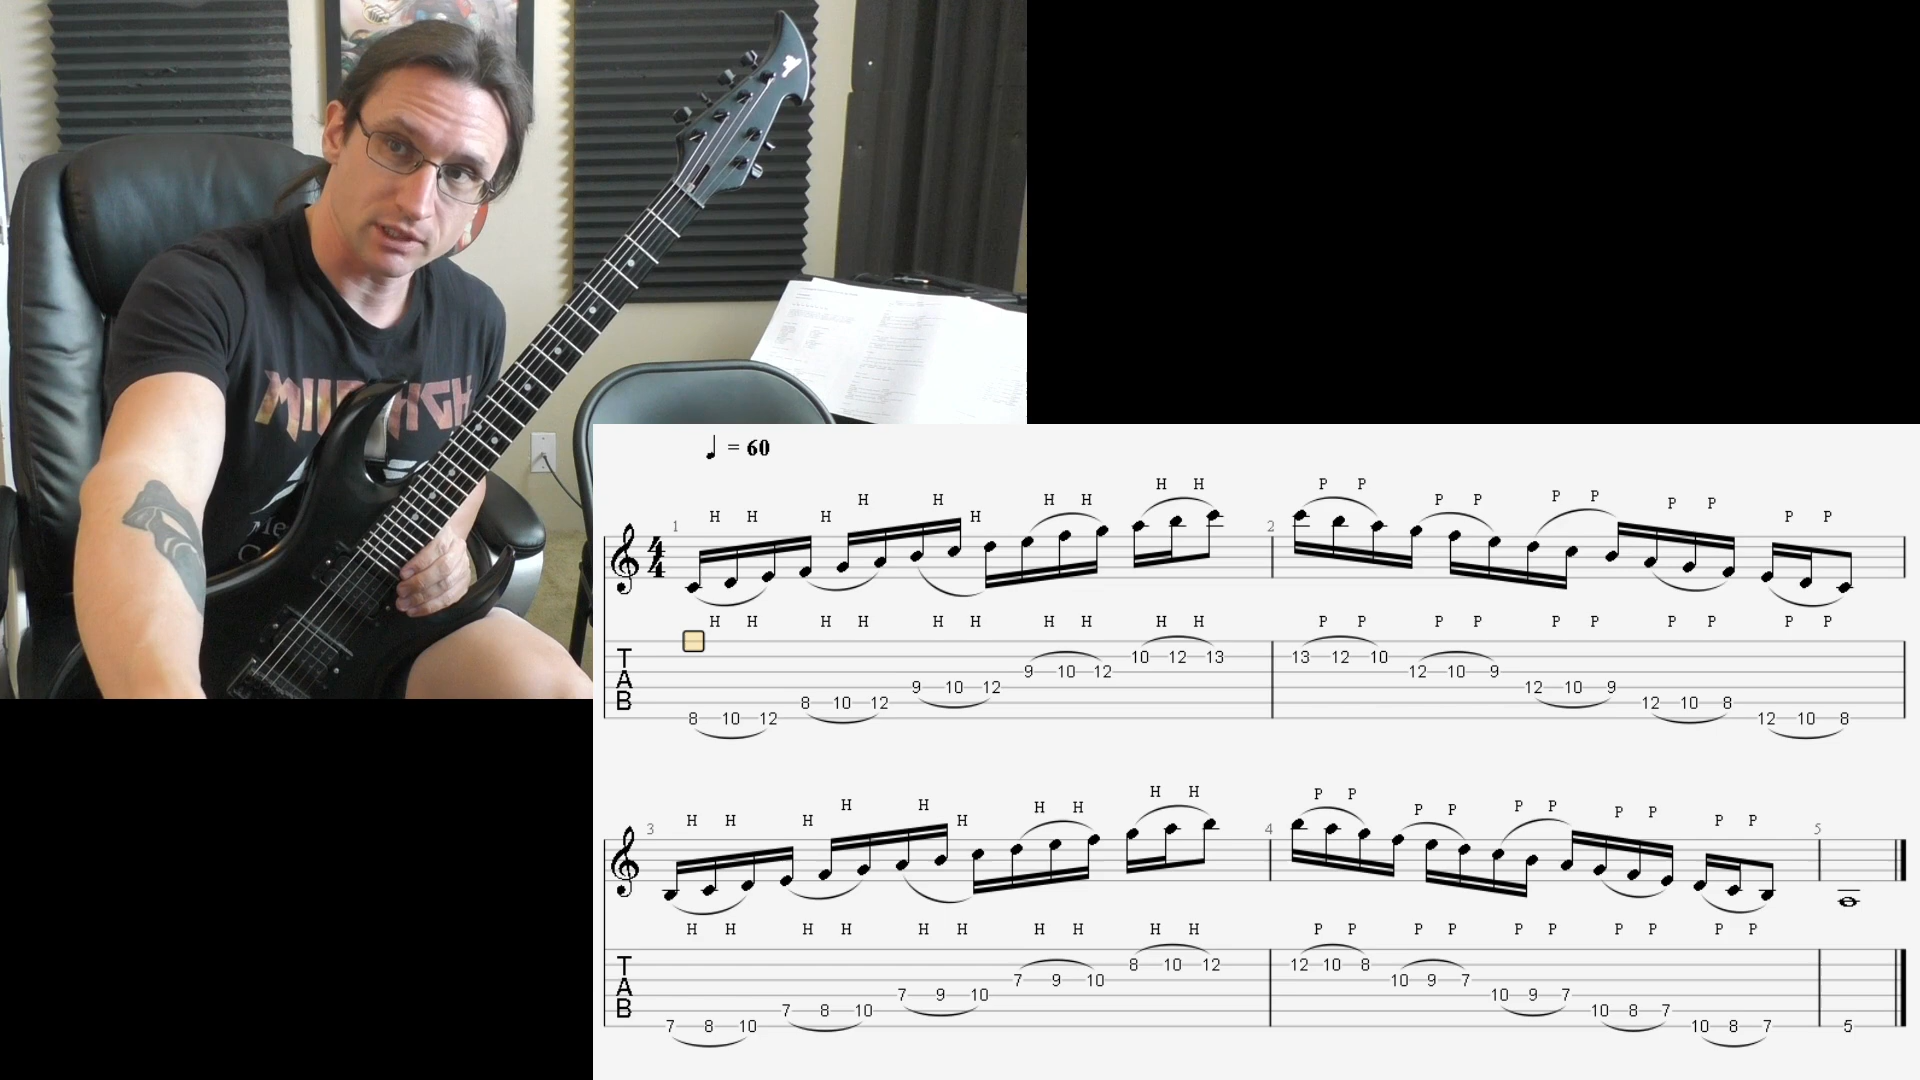 ♩ = 60
H H H H H H H H H H P P P P P P P P P P
1 2
4
4
H H H H H H H H H H P P P P P P P P P P
T
A
B
10 12 13 13 12 10
9 10 12 12 10 9
9 10 12 12 10 9
8 10 12 12 10 8
8 10 12 12 10 8
H H H H H H H H H H P P P P P P P P P P
3 4 5
H H H H H H H H H H P P P P P P P P P P
T
A
B
8 10 12 12 10 8
7 9 10 10 9 7
7 9 10 10 9 7
7 8 10 10 8 7
7 8 10 10 8 7 5